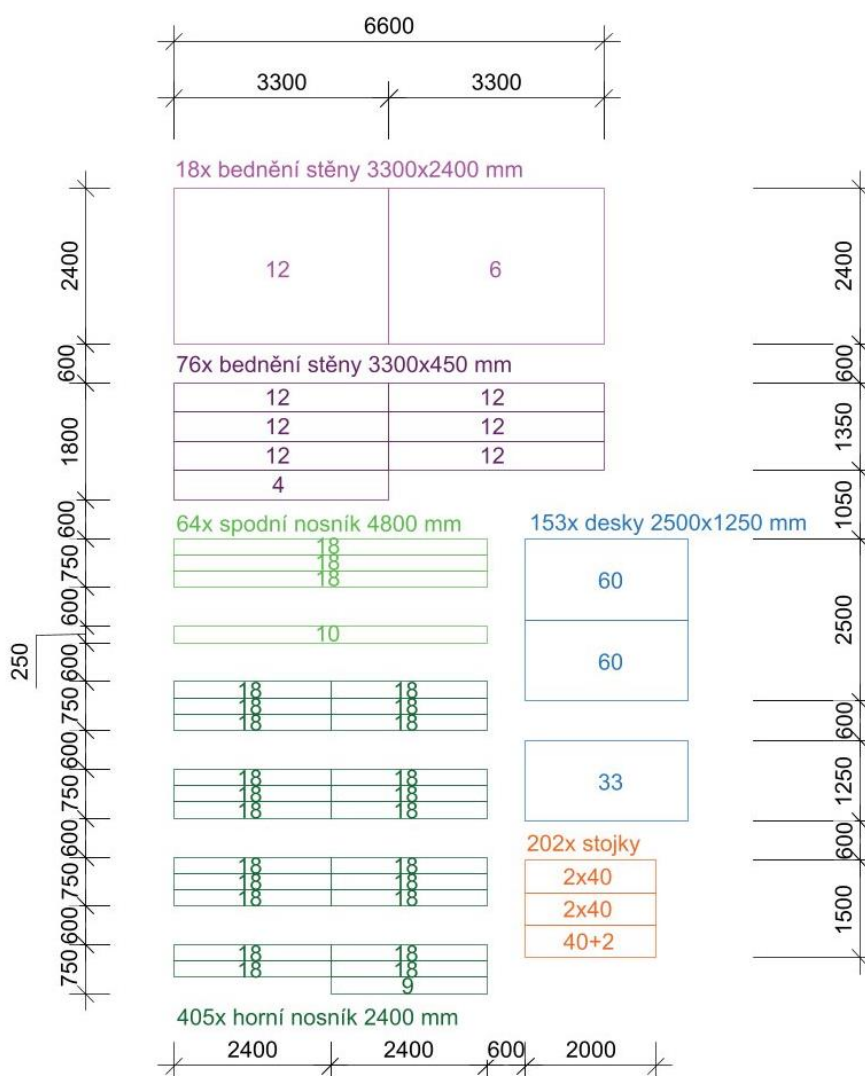 6600
3300 3300
18x bednění stěny 3300x2400 mm
2400 12 6 2400
600 76x bednění stěny 3300x450 mm 600
12 12
12 12
1800 1350
12 12
4
600 1050
64x spodní nosník 4800 mm 153x desky 2500x1250 mm
18
750 18
18
60
600 2500
10
250
600 60
18 18
750 18 18
18 18
600 600
18 18
750 18 18 33 1250
18 18
600 600
202x stojky
18 18 2x40
750 18 18
18 18 2x40 1500
600 40+2
18 18
750 18 18
9
405x horní nosník 2400 mm
2400 2400 600 2000